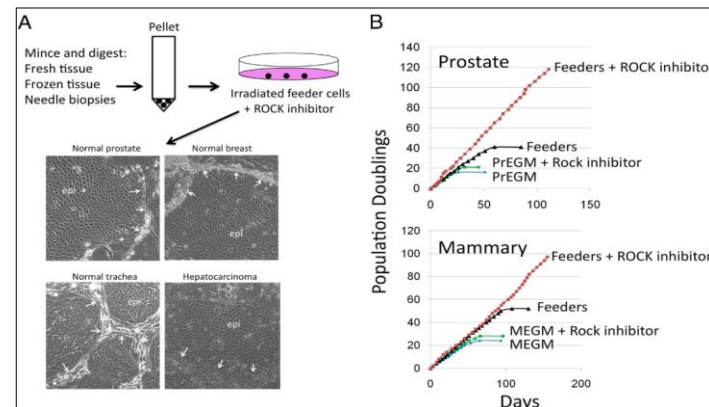 A
Pellet
Mince and digest:
Fresh tissue
Frozen tissue
Needle biopsies
Irradiated feeder cells
+ ROCK inhibitor
Normal prostate
Normal breast
epi
epi
Normal trachea
Hepatocarcinoma
epi
epi
B
Population Doublings
140
120
100
80
60
40
20
0
Prostate
Feeders + ROCK inhibitor
Feeders
PrEGM + Rock inhibitor
PrEGM
0
50
100
150
120
100
80
60
40
20
0
Mammary
Feeders + ROCK inhibitor
Feeders
MEGM + Rock inhibitor
MEGM
0
100
200
Days